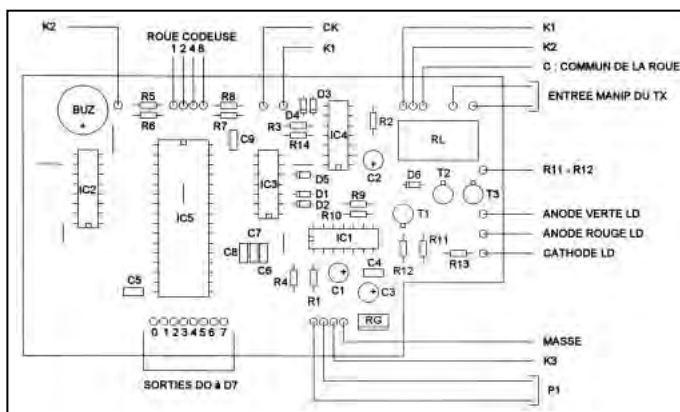 K2
ROUE CODEUSE
1 2 4 8
CK
K1
K1
K2
C : COMMUN DE LA ROUE
ENTREE MANIP DU TX
BUZ
+
R5
R6
R8
R7
C9
D4
D3
R3
R14
IC4
R2
RL
C2
+
IC2
IC5
IC3
D5
D1
D2
R9
R10
D6
T2
T3
T1
R11 - R12
ANODE VERTE LD
ANODE ROUGE LD
CATHODE LD
C7
C8
C6
IC1
R12
R11
R13
C5
R4
R1
C1
+
C4
C3
+
RG
0 1 2 3 4 5 6 7
SORTIES DO à D7
MASSE
K3
P1